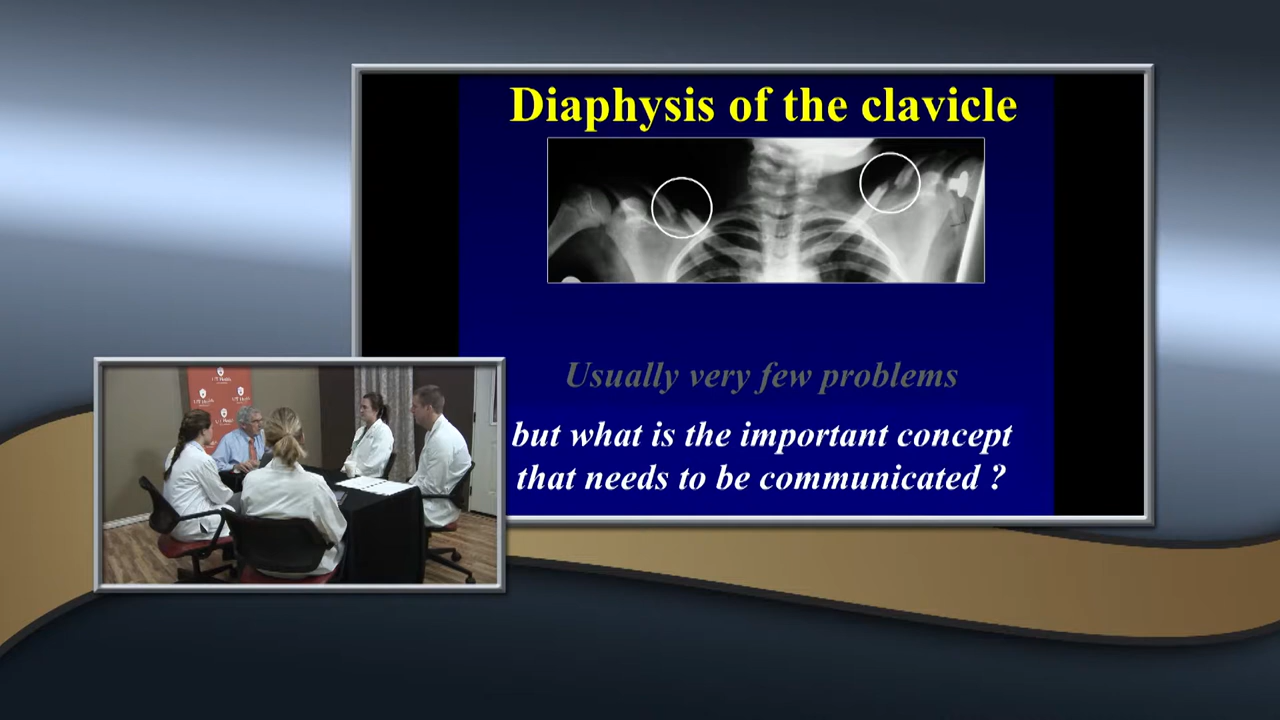 Diaphysis of the clavicle
Usually very few problems
but what is the important concept
that needs to be communicated ?